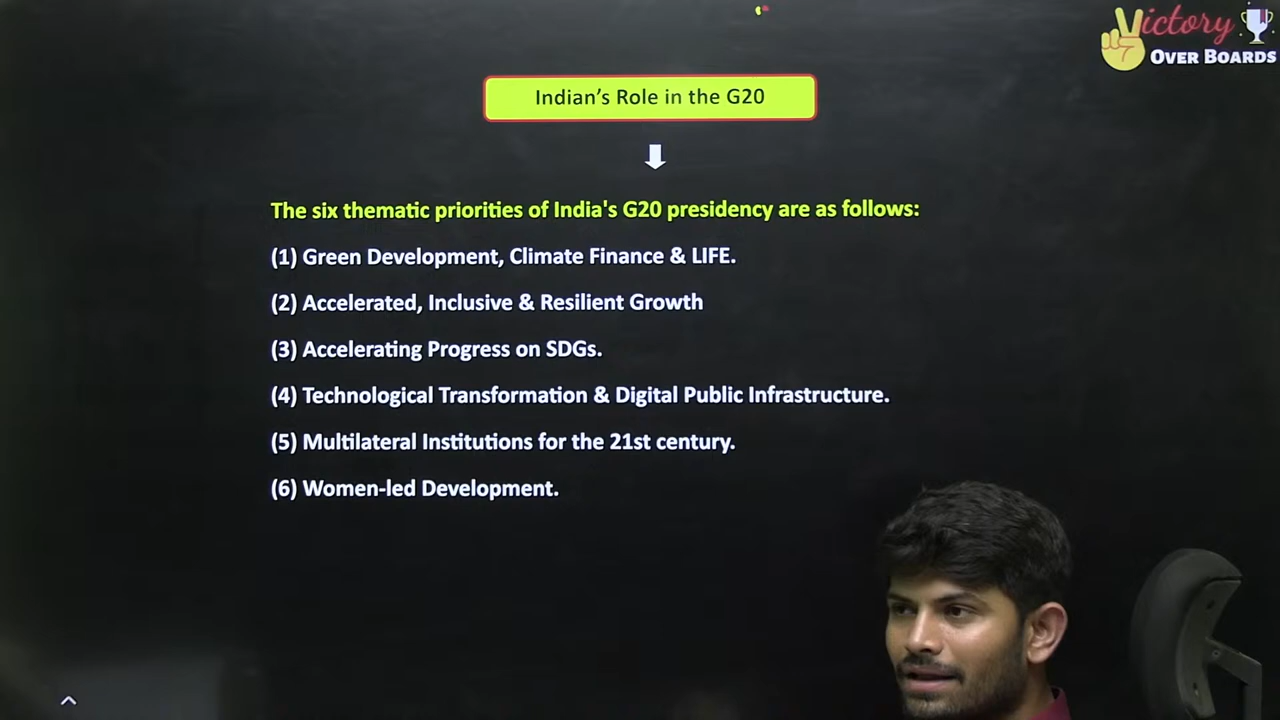 Victory
OVER BOARDS
Indian’s Role in the G20
The six thematic priorities of India's G20 presidency are as follows:
(1) Green Development, Climate Finance & LIFE.
(2) Accelerated, Inclusive & Resilient Growth
(3) Accelerating Progress on SDGs.
(4) Technological Transformation & Digital Public Infrastructure.
(5) Multilateral Institutions for the 21st century.
(6) Women-led Development.